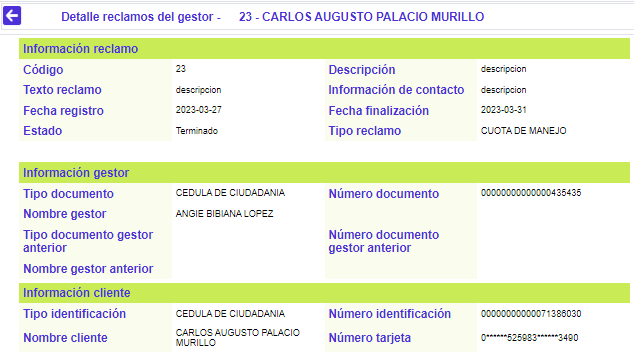 Detalle reclamos del gestor - 23 - CARLOS AUGUSTO PALACIO MURILLO
Información reclamo
Código 23 Descripción descripcion
Texto reclamo descripcion Información de contacto descripcion
Fecha registro 2023-03-27 Fecha finalización 2023-03-31
Estado Terminado Tipo reclamo CUOTA DE MANEJO
Información gestor
Tipo documento CEDULA DE CIUDADANIA Número documento 00000000000000435435
Nombre gestor ANGIE BIBIANA LOPEZ
Tipo documento gestor anterior Número documento gestor anterior
Nombre gestor anterior
Información cliente
Tipo identificación CEDULA DE CIUDADANIA Número identificación 00000000000071386030
Nombre cliente CARLOS AUGUSTO PALACIO MURILLO Número tarjeta 0******525983******3490